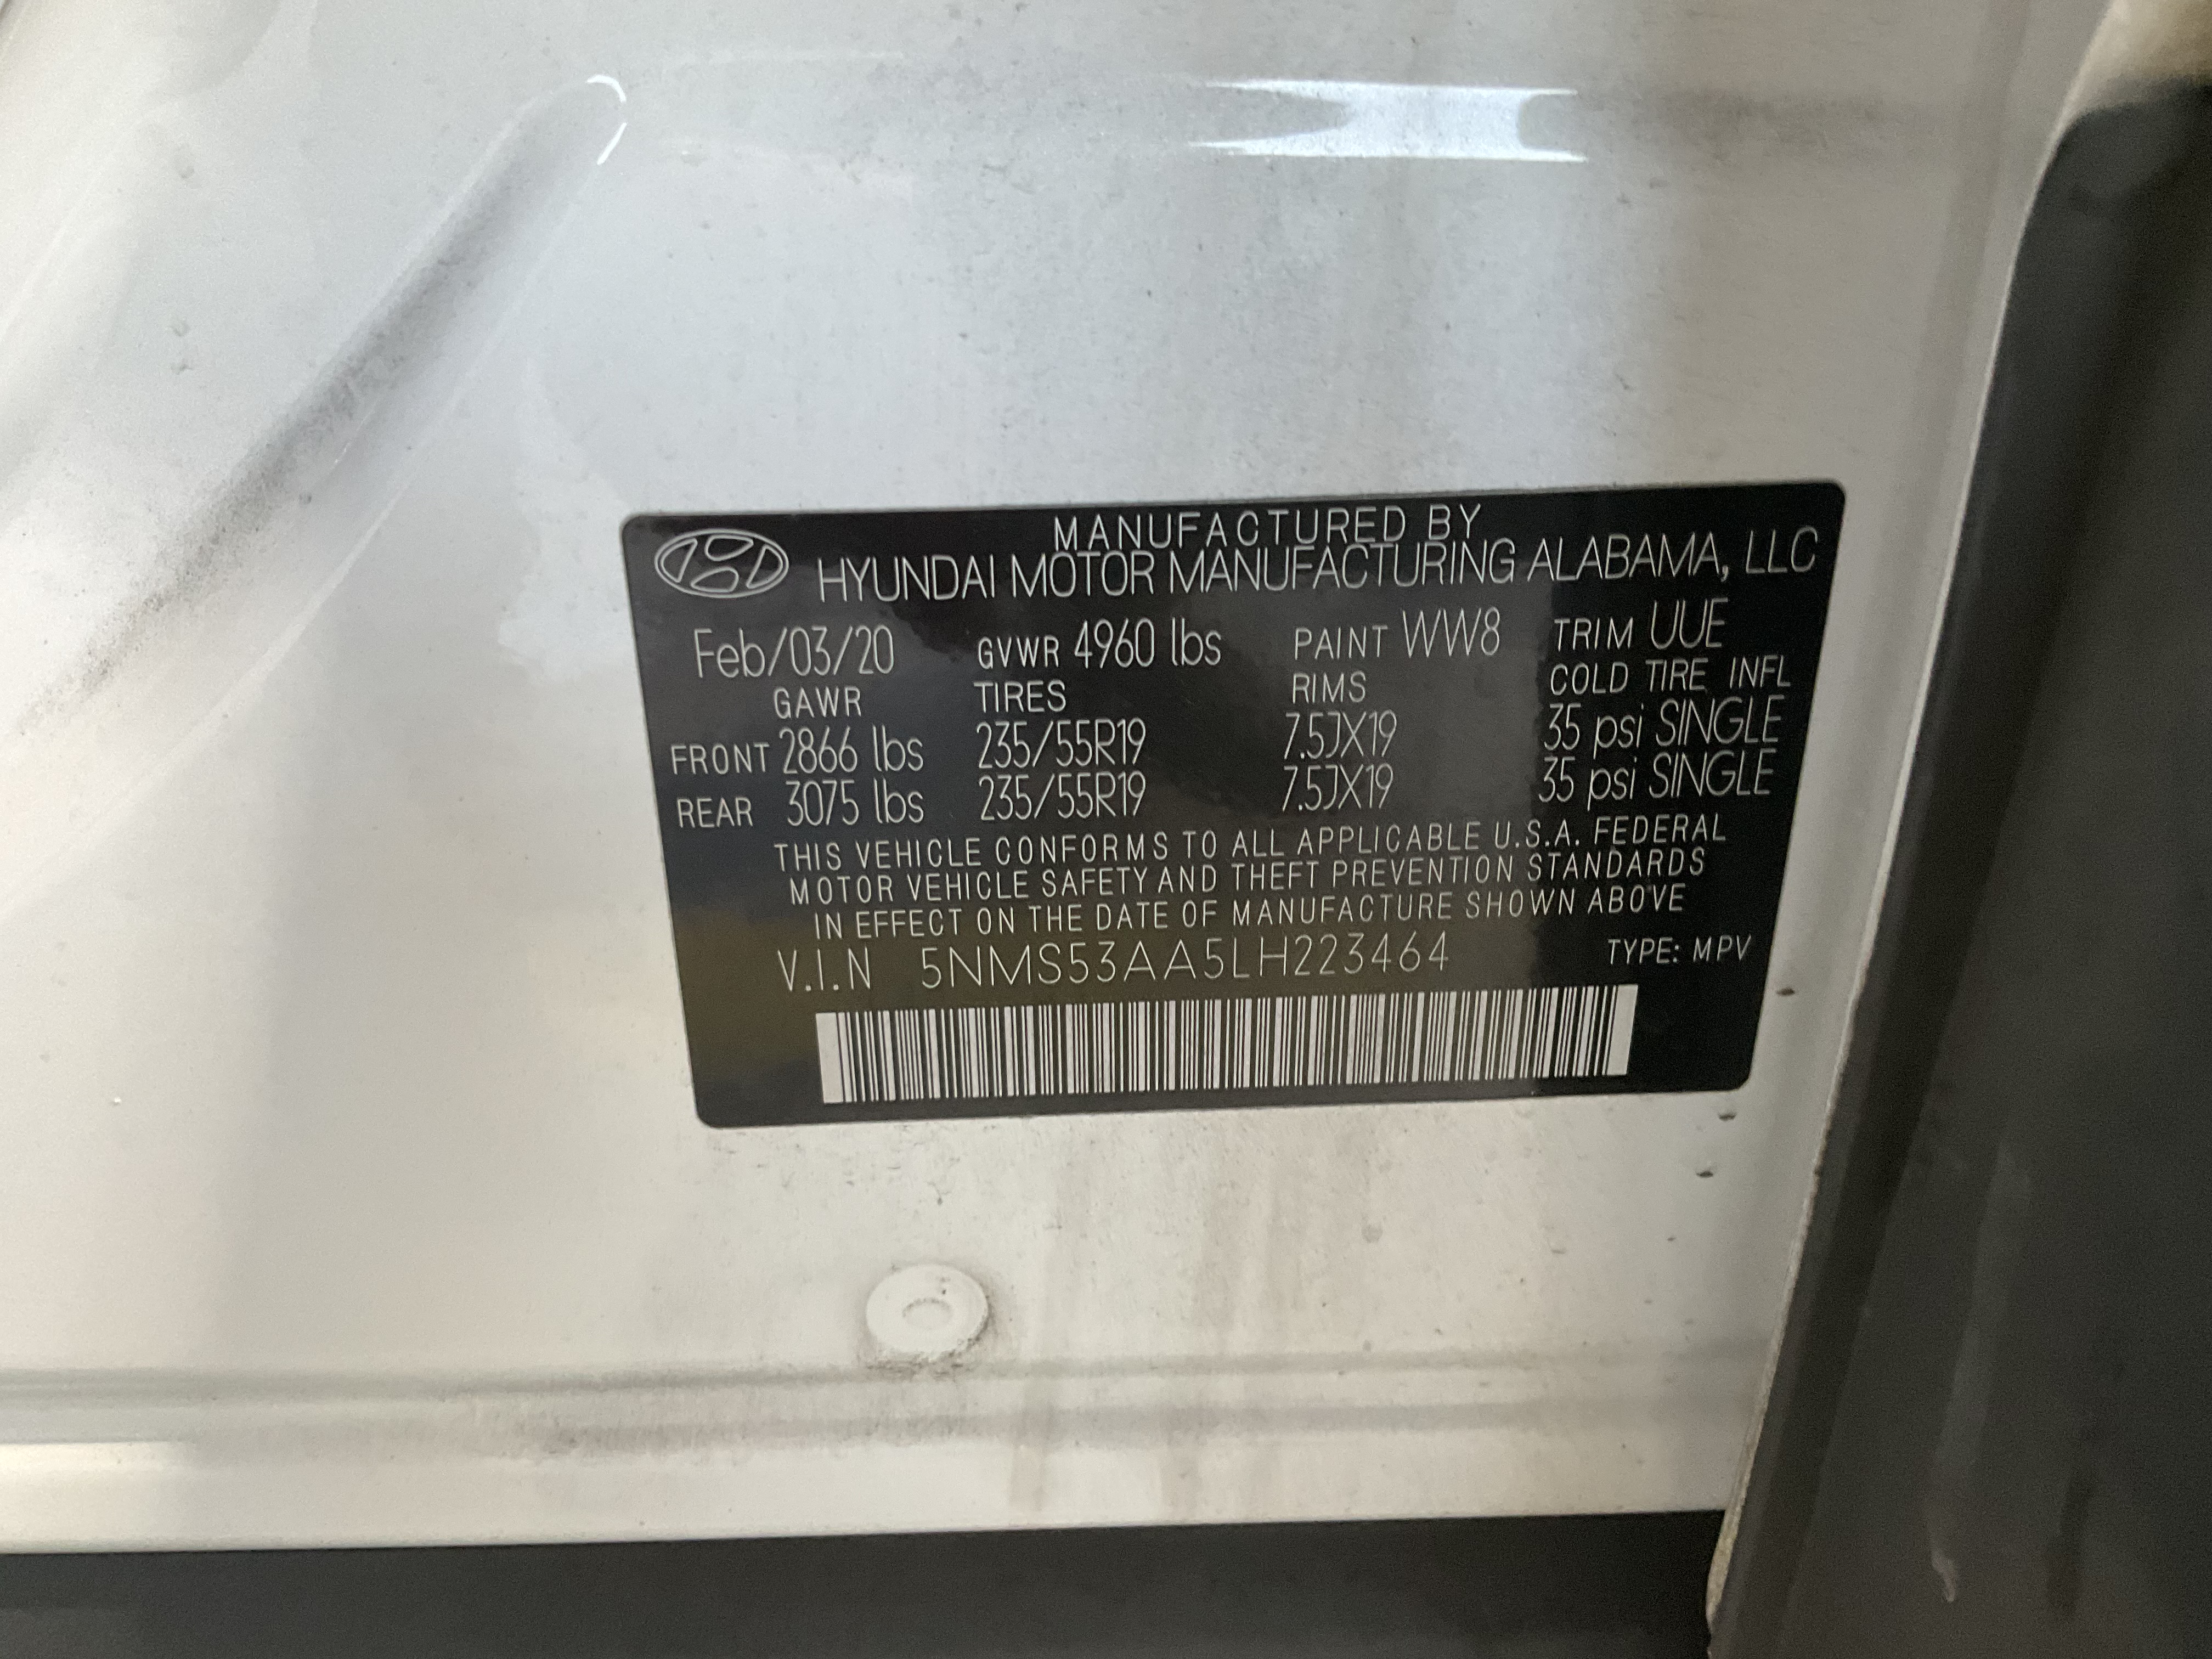 MANUFACTURED BY
HYUNDAI MOTOR MANUFACTURING ALABAMA, LLC
Feb/03/20 GVWR 4960 lbs PAINT WW8 TRIM UUE
GAWR TIRES RIMS COLD TIRE INFL
FRONT 2866 lbs 235/55R19 7.5JX19 35 psi SINGLE
REAR 3075 lbs 235/55R19 7.5JX19 35 psi SINGLE
THIS VEHICLE CONFORMS TO ALL APPLICABLE U.S.A. FEDERAL
MOTOR VEHICLE SAFETY AND THEFT PREVENTION STANDARDS
IN EFFECT ON THE DATE OF MANUFACTURE SHOWN ABOVE
V.I.N 5NMS53AA5LH223464 TYPE: MPV